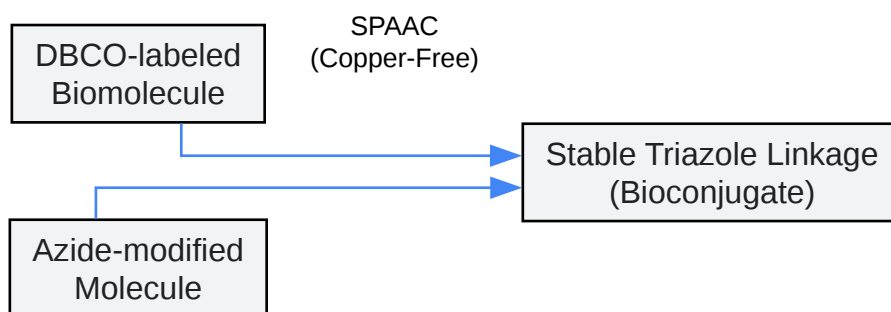 SPAAC
(Copper-Free)
DBCO-labeled
Biomolecule
Stable Triazole Linkage
(Bioconjugate)
Azide-modified
Molecule